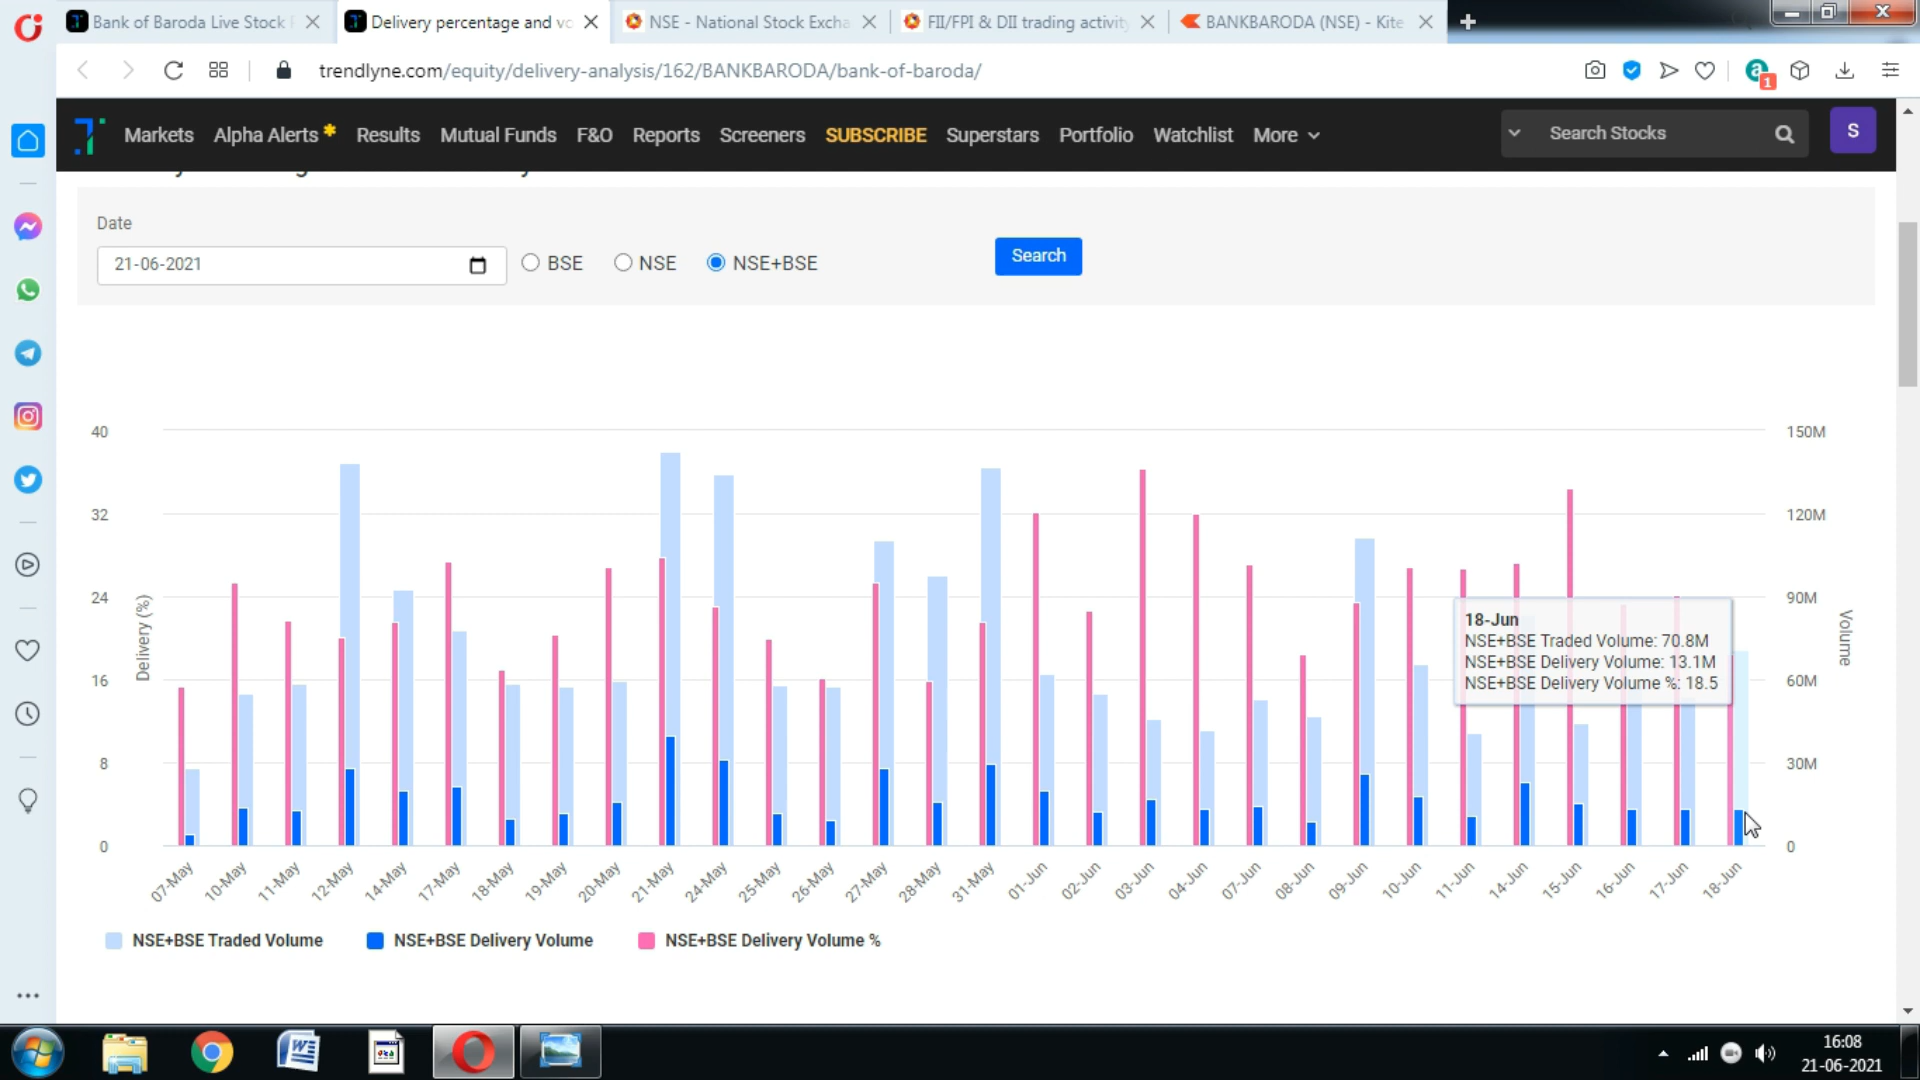 Bank of Baroda Live Stock
Delivery percentage and vo
NSE - National Stock Excha
FII/FPI & DII trading activity
BANKBARODA (NSE) - Kite
trendlyne.com/equity/delivery-analysis/162/BANKBARODA/bank-of-baroda/
1
Markets
Alpha Alerts
Results
Mutual Funds
F&O
Reports
Screeners
SUBSCRIBE
Superstars
Portfolio
Watchlist
More
Search Stocks
S
Date
21-06-2021
BSE
NSE
NSE+BSE
Search
40
32
24
16
8
0
Delivery (%)
150M
120M
90M
60M
30M
0
Volume
18-Jun
NSE+BSE Traded Volume: 70.8M
NSE+BSE Delivery Volume: 13.1M
NSE+BSE Delivery Volume %: 18.5
07-May
10-May
11-May
12-May
14-May
17-May
18-May
19-May
20-May
21-May
24-May
25-May
26-May
27-May
28-May
31-May
01-Jun
02-Jun
03-Jun
04-Jun
07-Jun
08-Jun
09-Jun
10-Jun
11-Jun
14-Jun
15-Jun
16-Jun
17-Jun
18-Jun
NSE+BSE Traded Volume
NSE+BSE Delivery Volume
NSE+BSE Delivery Volume %
16:08
21-06-2021